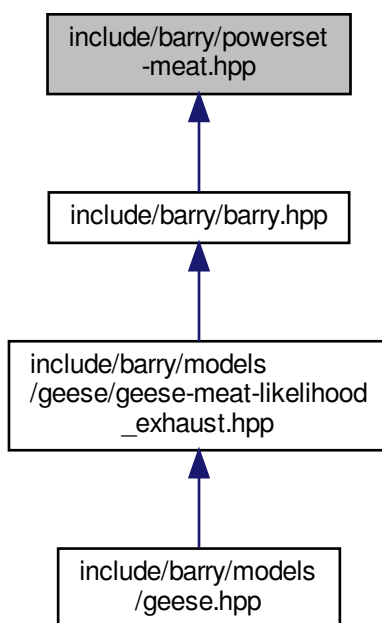 include/barry/powerset
-meat.hpp
include/barry/barry.hpp
include/barry/models
/geese/geese-meat-likelihood
_exhaust.hpp
include/barry/models
/geese.hpp